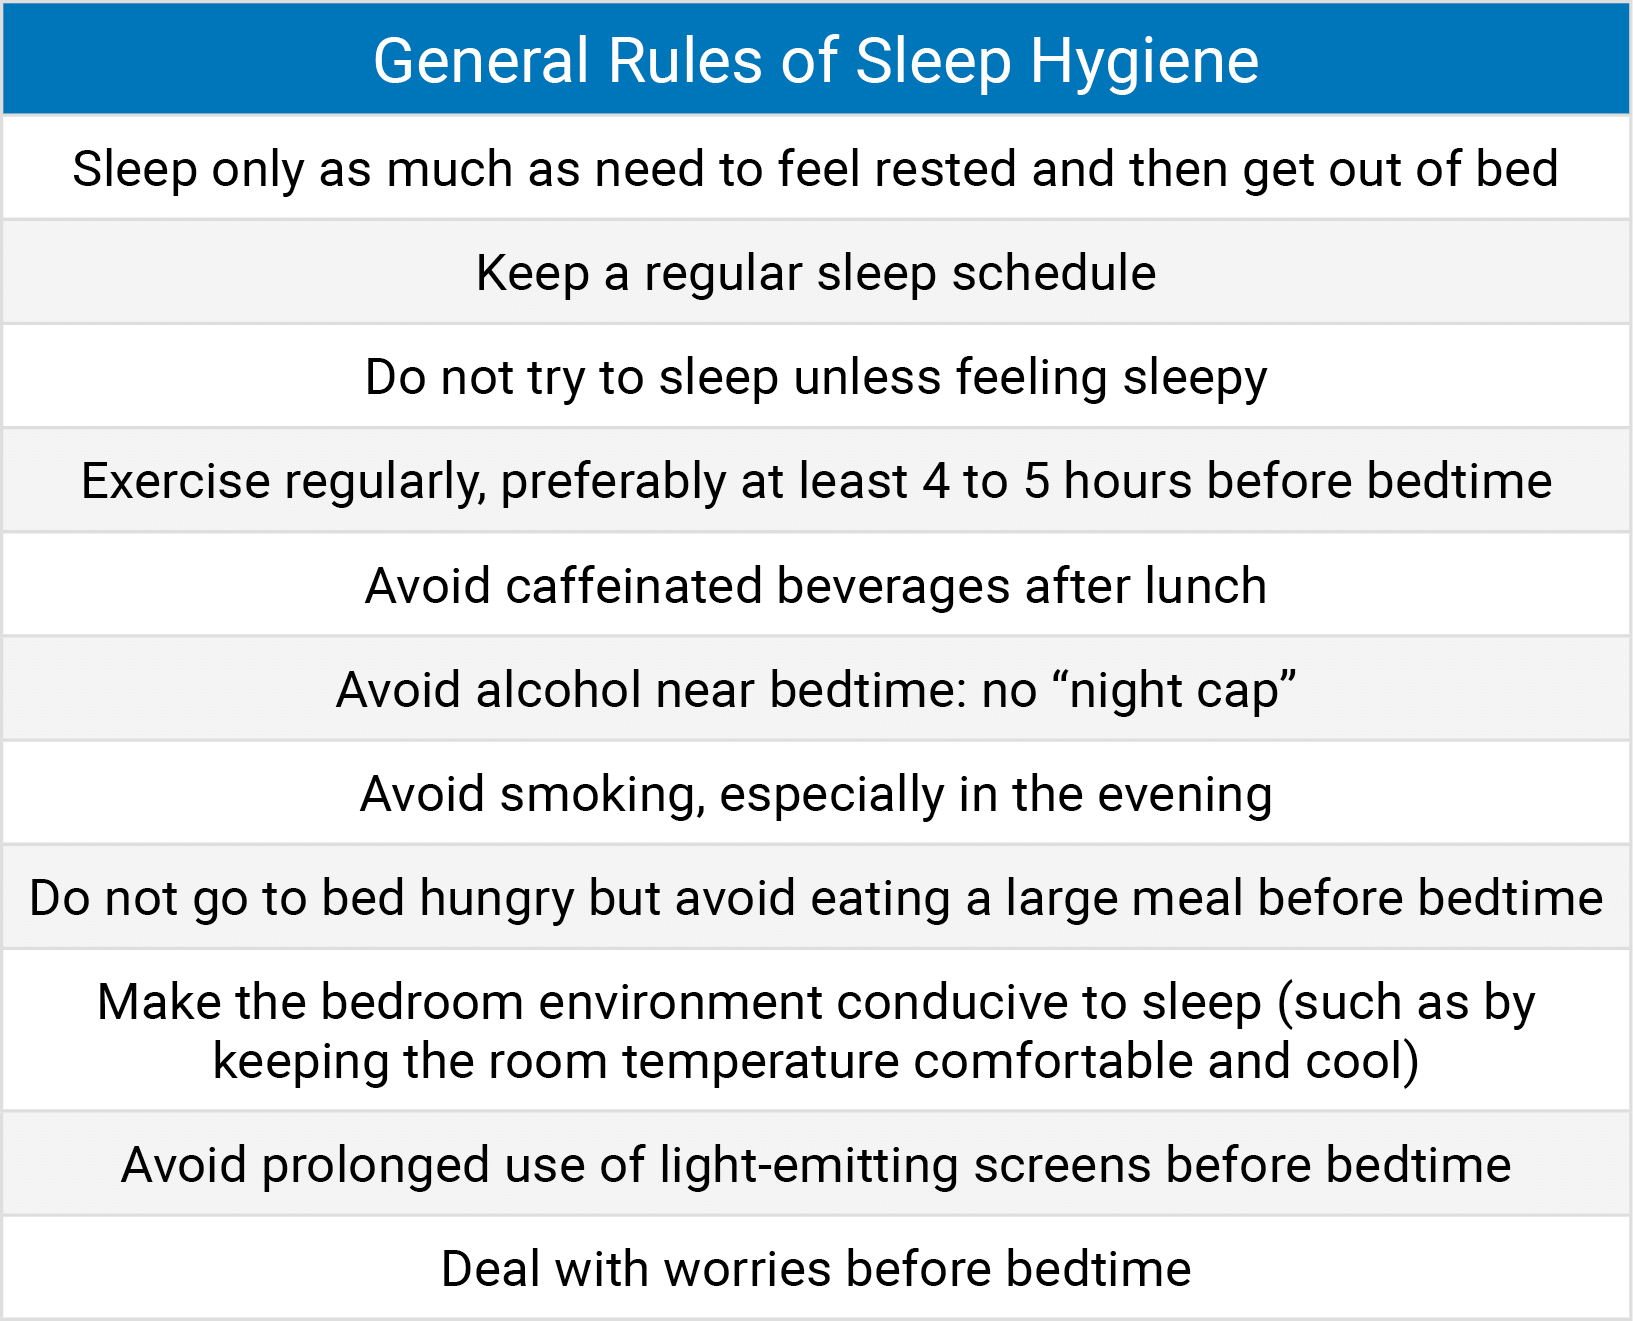 General Rules of Sleep Hygiene
Sleep only as much as need to feel rested and then get out of bed
Keep a regular sleep schedule
Do not try to sleep unless feeling sleepy
Exercise regularly, preferably at least 4 to 5 hours before bedtime
Avoid caffeinated beverages after lunch
Avoid alcohol near bedtime: no “night cap”
Avoid smoking, especially in the evening
Do not go to bed hungry but avoid eating a large meal before bedtime
Make the bedroom environment conducive to sleep (such as by
keeping the room temperature comfortable and cool)
Avoid prolonged use of light-emitting screens before bedtime
Deal with worries before bedtime